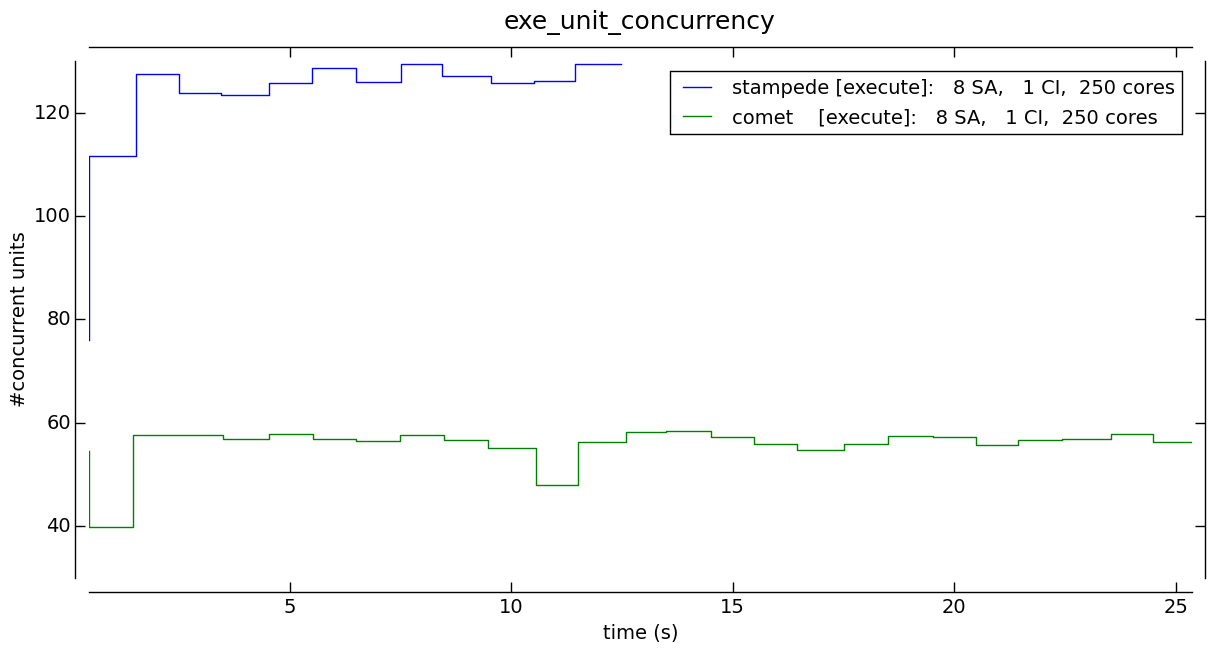 exe_unit_concurrency
stampede [execute]:   8 SA,   1 CI,  250 cores
comet    [execute]:   8 SA,   1 CI,  250 cores
#concurrent units
120
100
80
60
40
5
10
15
20
25
time (s)